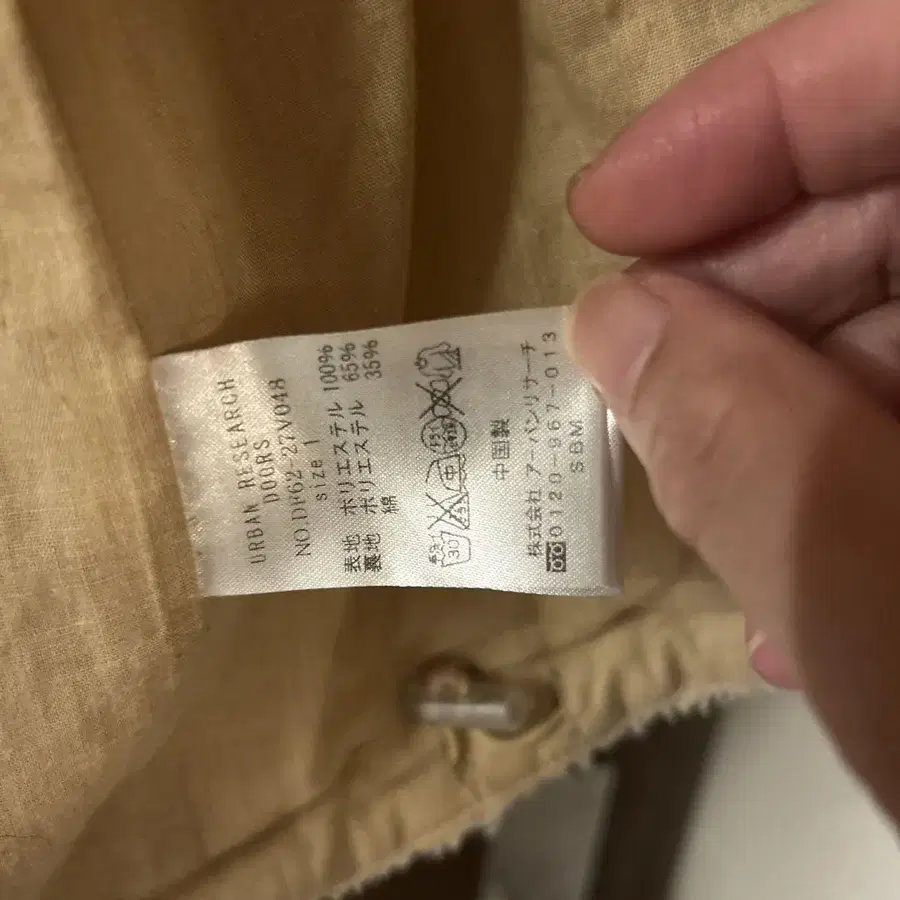 URBAN RESEARCH
DOORS
NO.DF62-27V048
size 1
表地 ポリエステル 100%
裏地 ポリエステル 65%
綿 35%
30
中国製
株式会社 アーバンリサーチ
0120-967-013
SBM